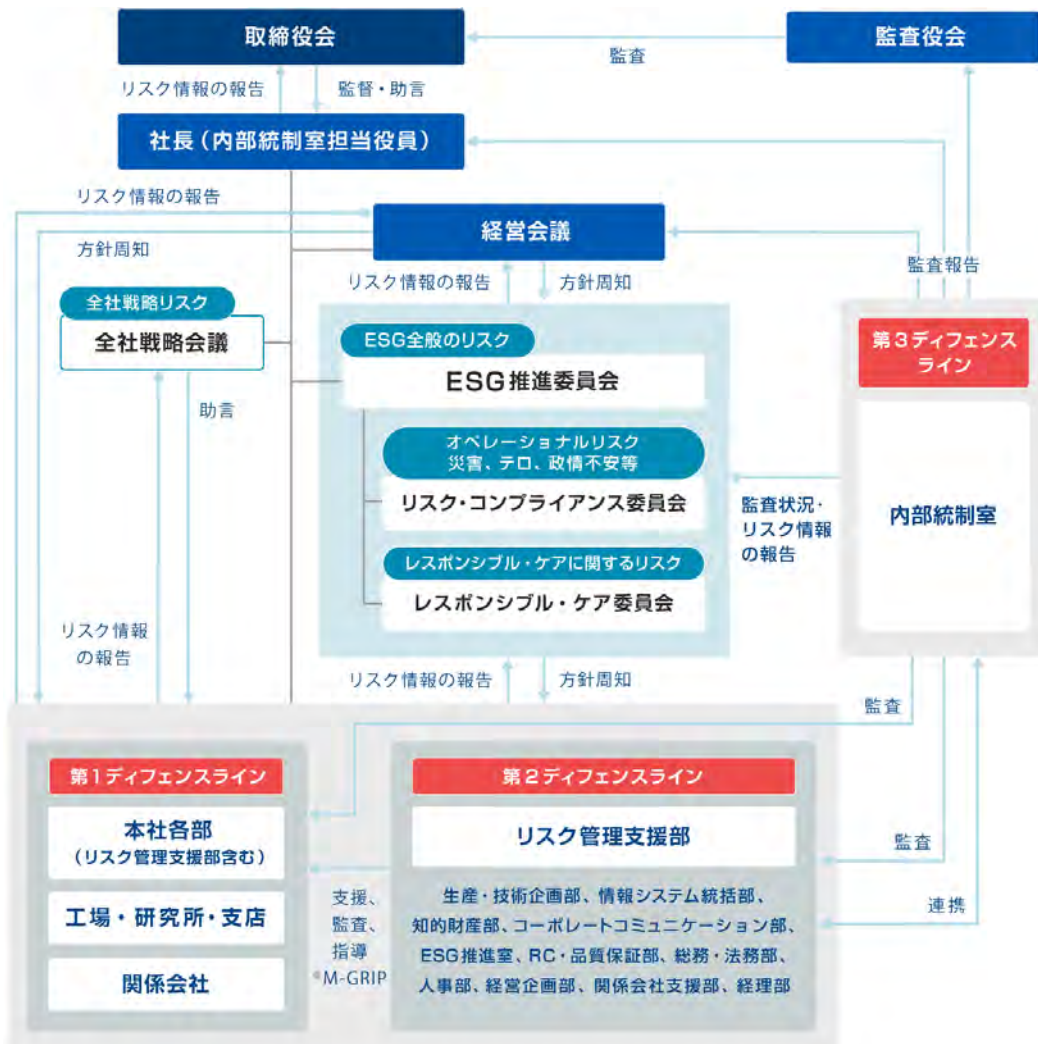 取締役会
監査
監査役会
リスク情報の報告
監督・助言
社長（内部統制室担当役員）
リスク情報の報告
経営会議
方針周知
監査報告
リスク情報の報告
方針周知
全社戦略リスク
全社戦略会議
助言
ESG全般のリスク
ESG推進委員会
オペレーショナルリスク
災害、テロ、政情不安等
リスク・コンプライアンス委員会
レスポンシブル・ケアに関するリスク
レスポンシブル・ケア委員会
監査状況・
リスク情報
の報告
第3ディフェンス
ライン
内部統制室
リスク情報
の報告
リスク情報の報告
方針周知
監査
第1ディフェンスライン
本社各部
（リスク管理支援部含む）
工場・研究所・支店
関係会社
支援、
監査、
指導
※M-GRIP
第2ディフェンスライン
リスク管理支援部
生産・技術企画部、情報システム統括部、
知的財産部、コーポレートコミュニケーション部、
ESG推進室、RC・品質保証部、総務・法務部、
人事部、経営企画部、関係会社支援部、経理部
監査
連携